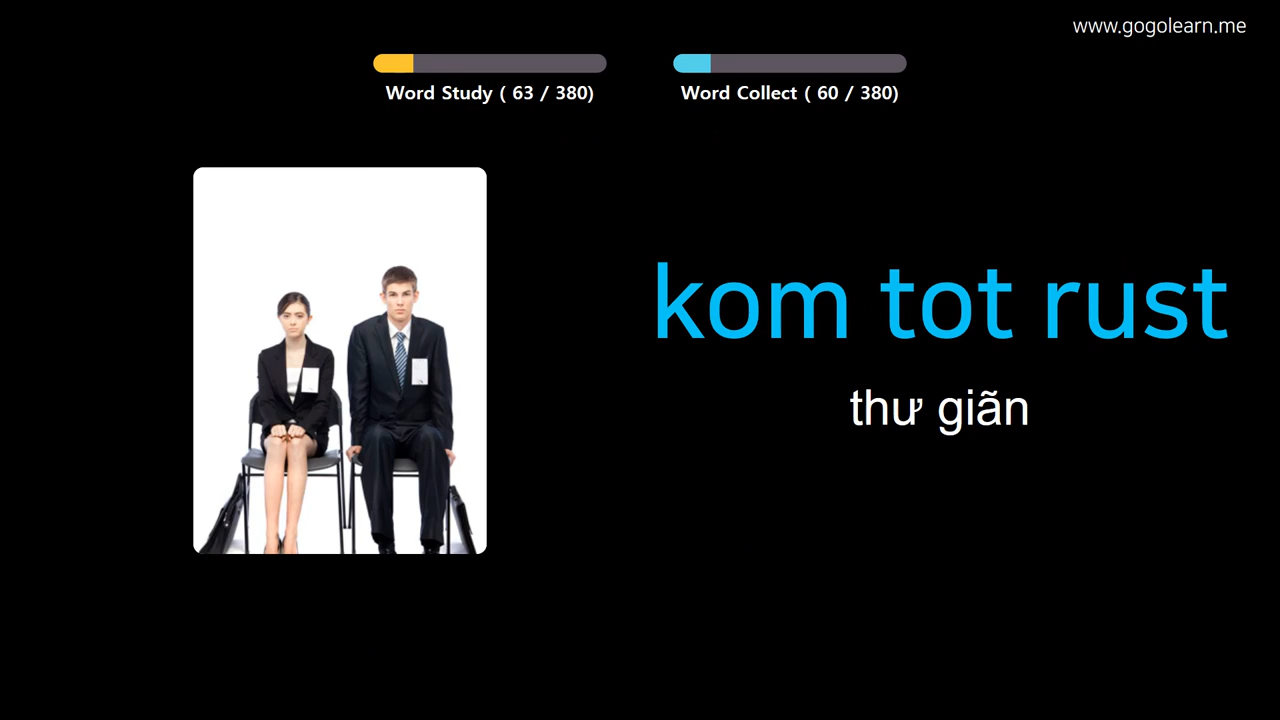 www.gogolearn.me
Word Study ( 63 / 380)
Word Collect ( 60 / 380)
kom tot rust
thư giãn